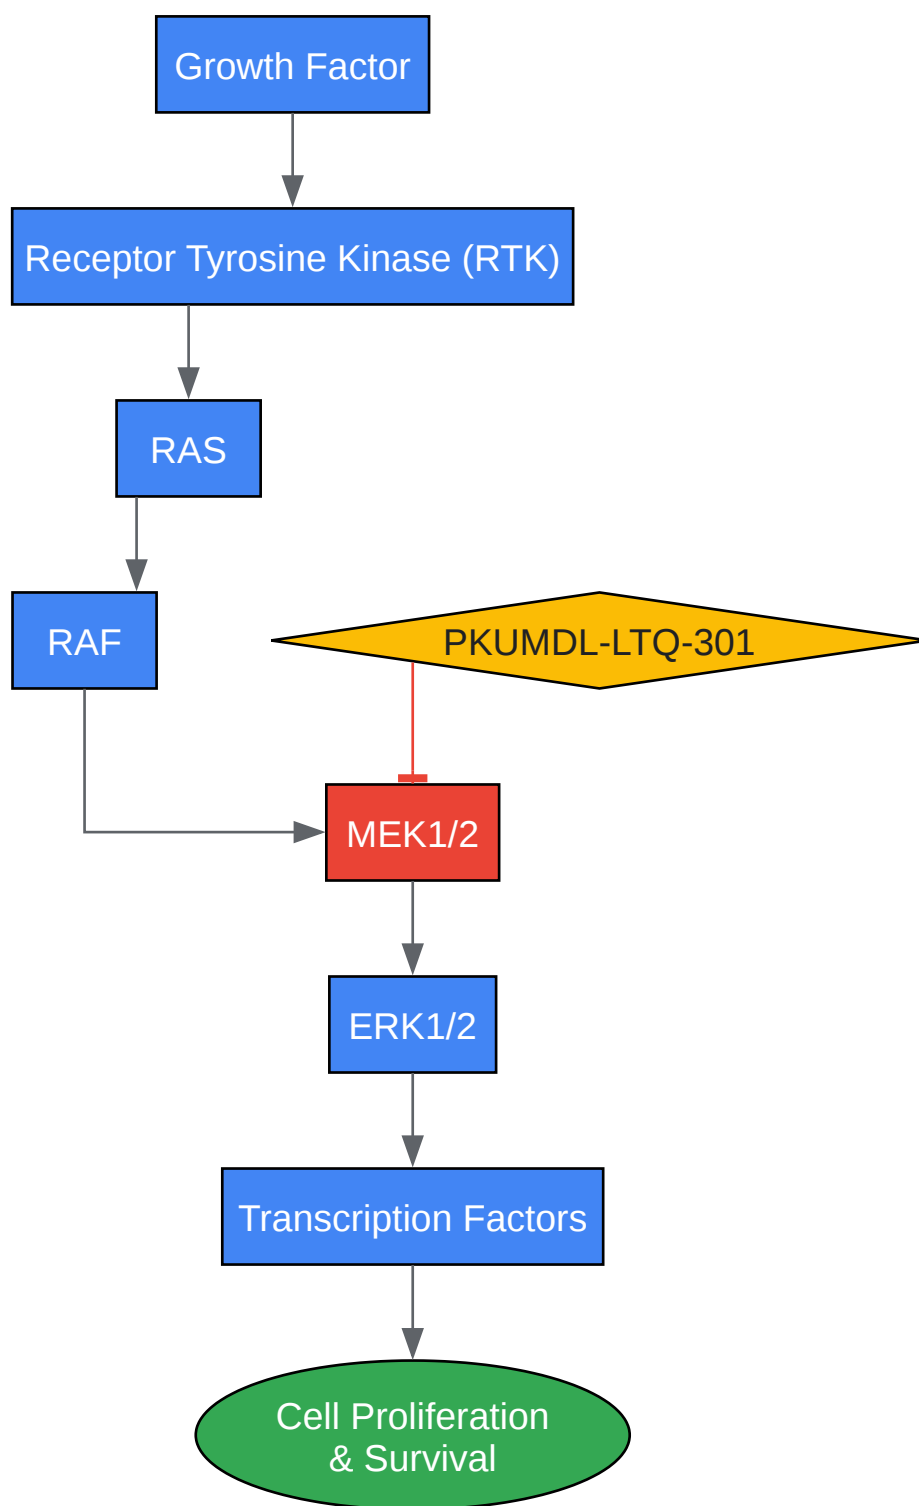 Growth Factor
Receptor Tyrosine Kinase (RTK)
RAS
RAF
PKUMDL-LTQ-301
MEK1/2
ERK1/2
Transcription Factors
Cell Proliferation
& Survival